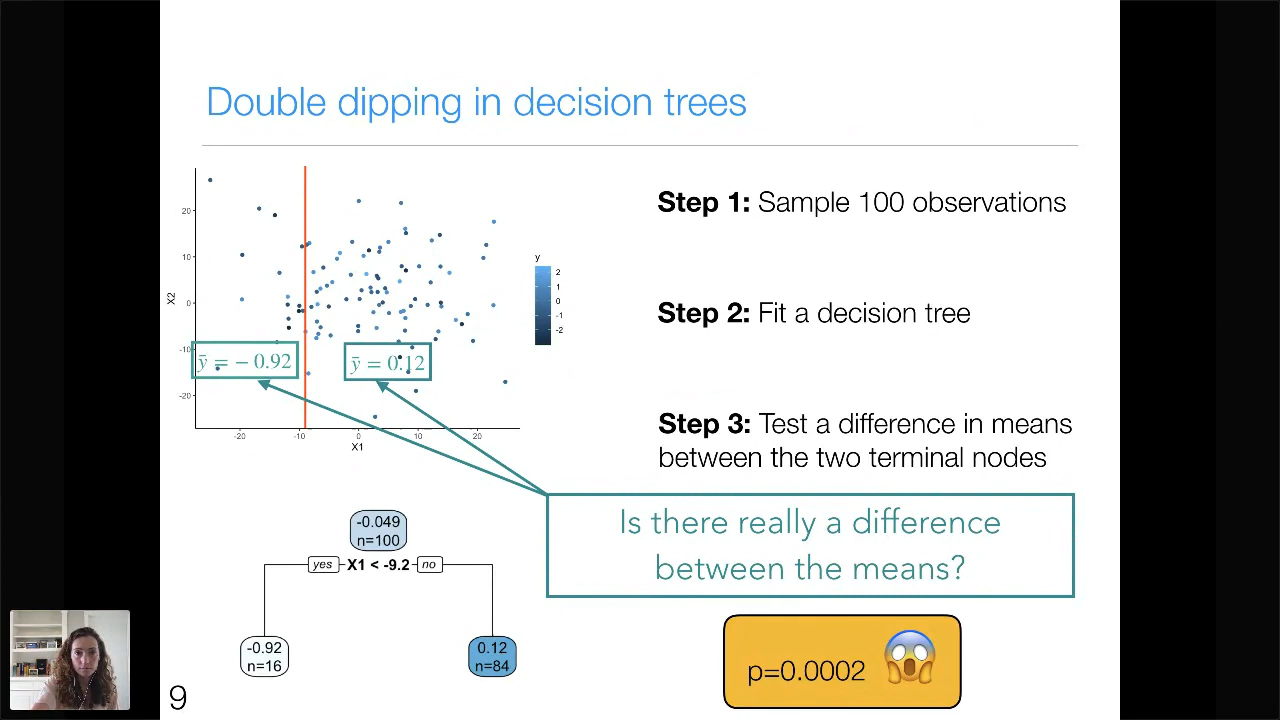 Double dipping in decision trees
Step 1: Sample 100 observations
Step 2: Fit a decision tree
Step 3: Test a difference in means
between the two terminal nodes
20
10
0
-10
-20
X2
-20
-10
0
10
20
X1
y
2
1
0
-1
-2
ȳ = − 0.92
ȳ = 0.12
Is there really a difference
between the means?
-0.049
n=100
yes X1 < -9.2 no
-0.92
n=16
0.12
n=84
p=0.0002 😱
9